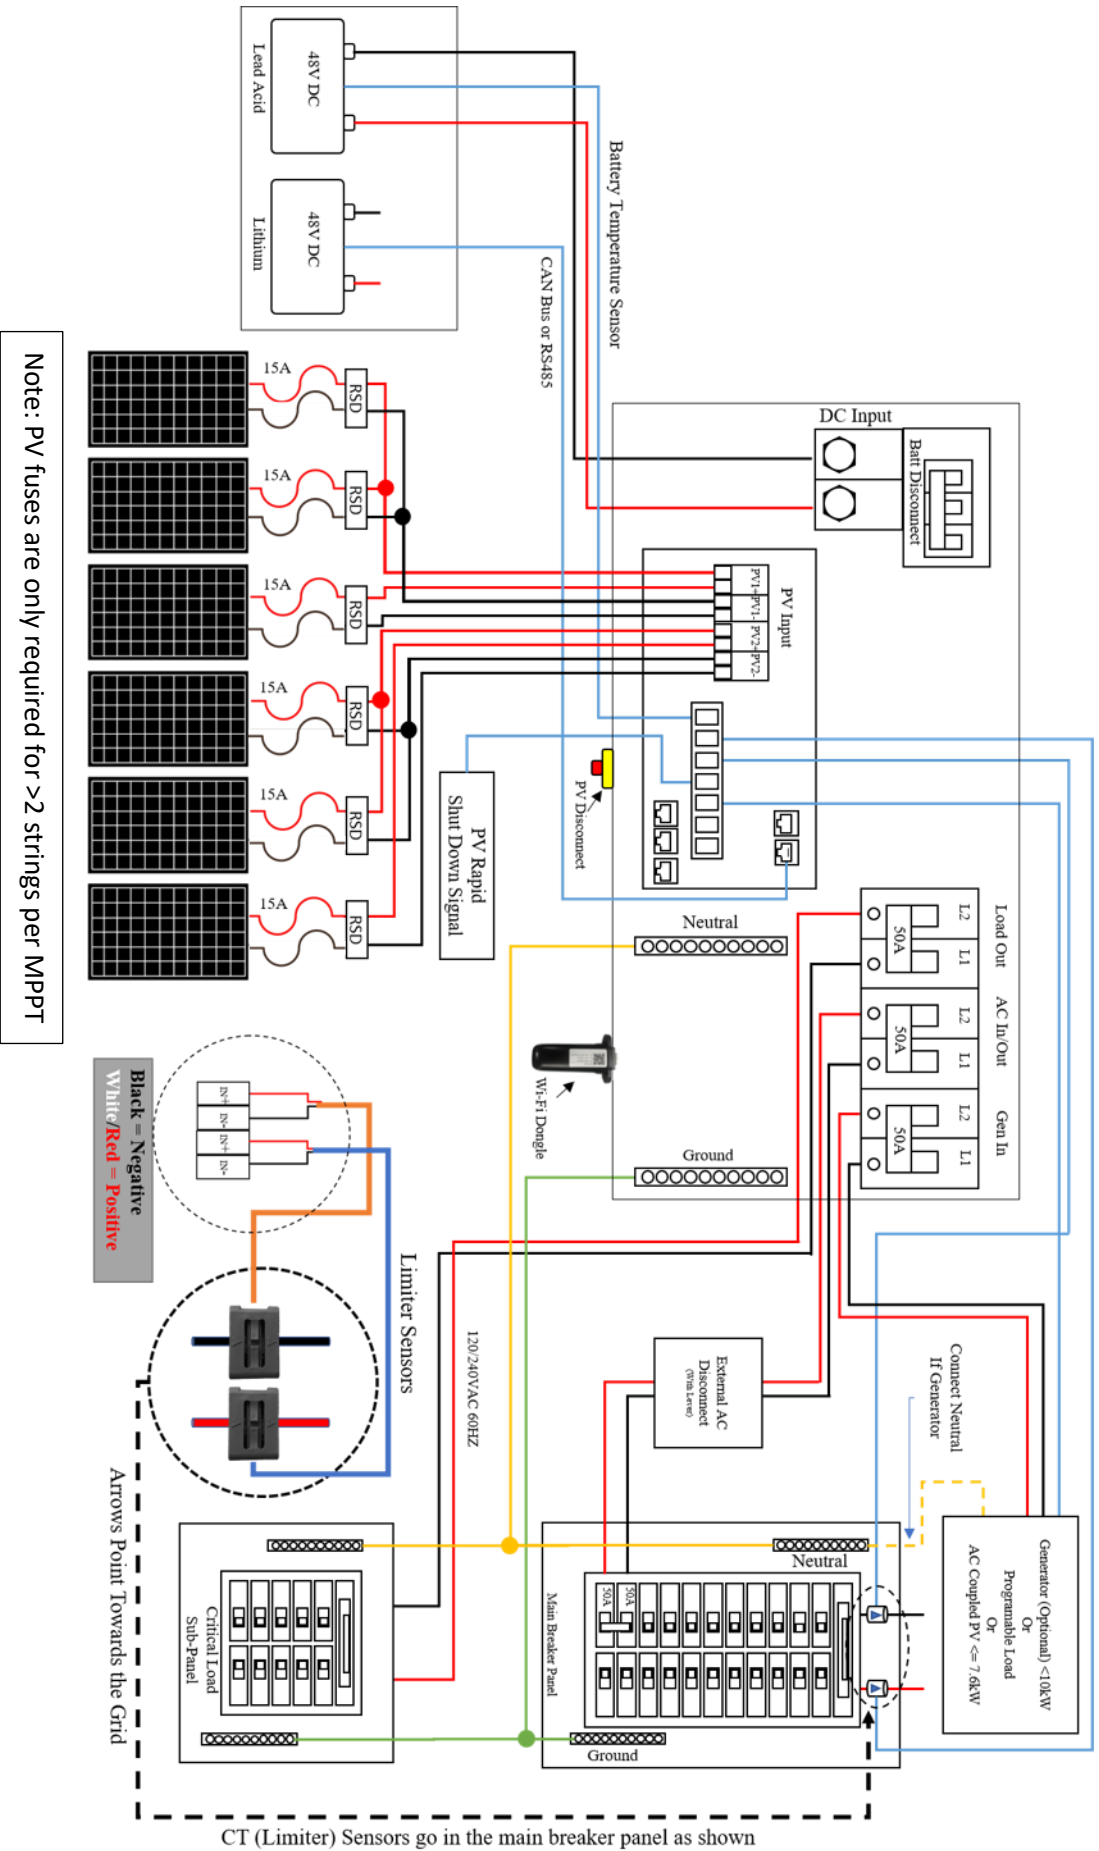 48V DC
Lead Acid
48V DC
Lithium
Battery Temperature Sensor
CAN Bus or RS485
DC Input
Batt Disconnect
PV Input
PV1+
PV1-
PV2+
PV2-
15A
RSD
15A
RSD
15A
RSD
15A
RSD
15A
RSD
15A
RSD
Note: PV fuses are only required for >2 strings per MPPT
PV Disconnect
PV Rapid
Shut Down Signal
Neutral
Ground
Wi-Fi Dongle
Load Out
AC In/Out
Gen In
L2
L1
L2
L1
L2
L1
50A
50A
50A
IN+
IN-
IN+
IN-
Black = Negative
White/Red = Positive
Limiter Sensors
120/240VAC 60HZ
External AC
Disconnect
(With Lever)
Connect Neutral
If Generator
Generator (Optional) <10kW
Or
Programable Load
Or
AC Coupled PV <= 7.6kW
Neutral
50A
50A
Main Breaker Panel
Ground
Critical Load
Sub-Panel
Arrows Point Towards the Grid
CT (Limiter) Sensors go in the main breaker panel as shown